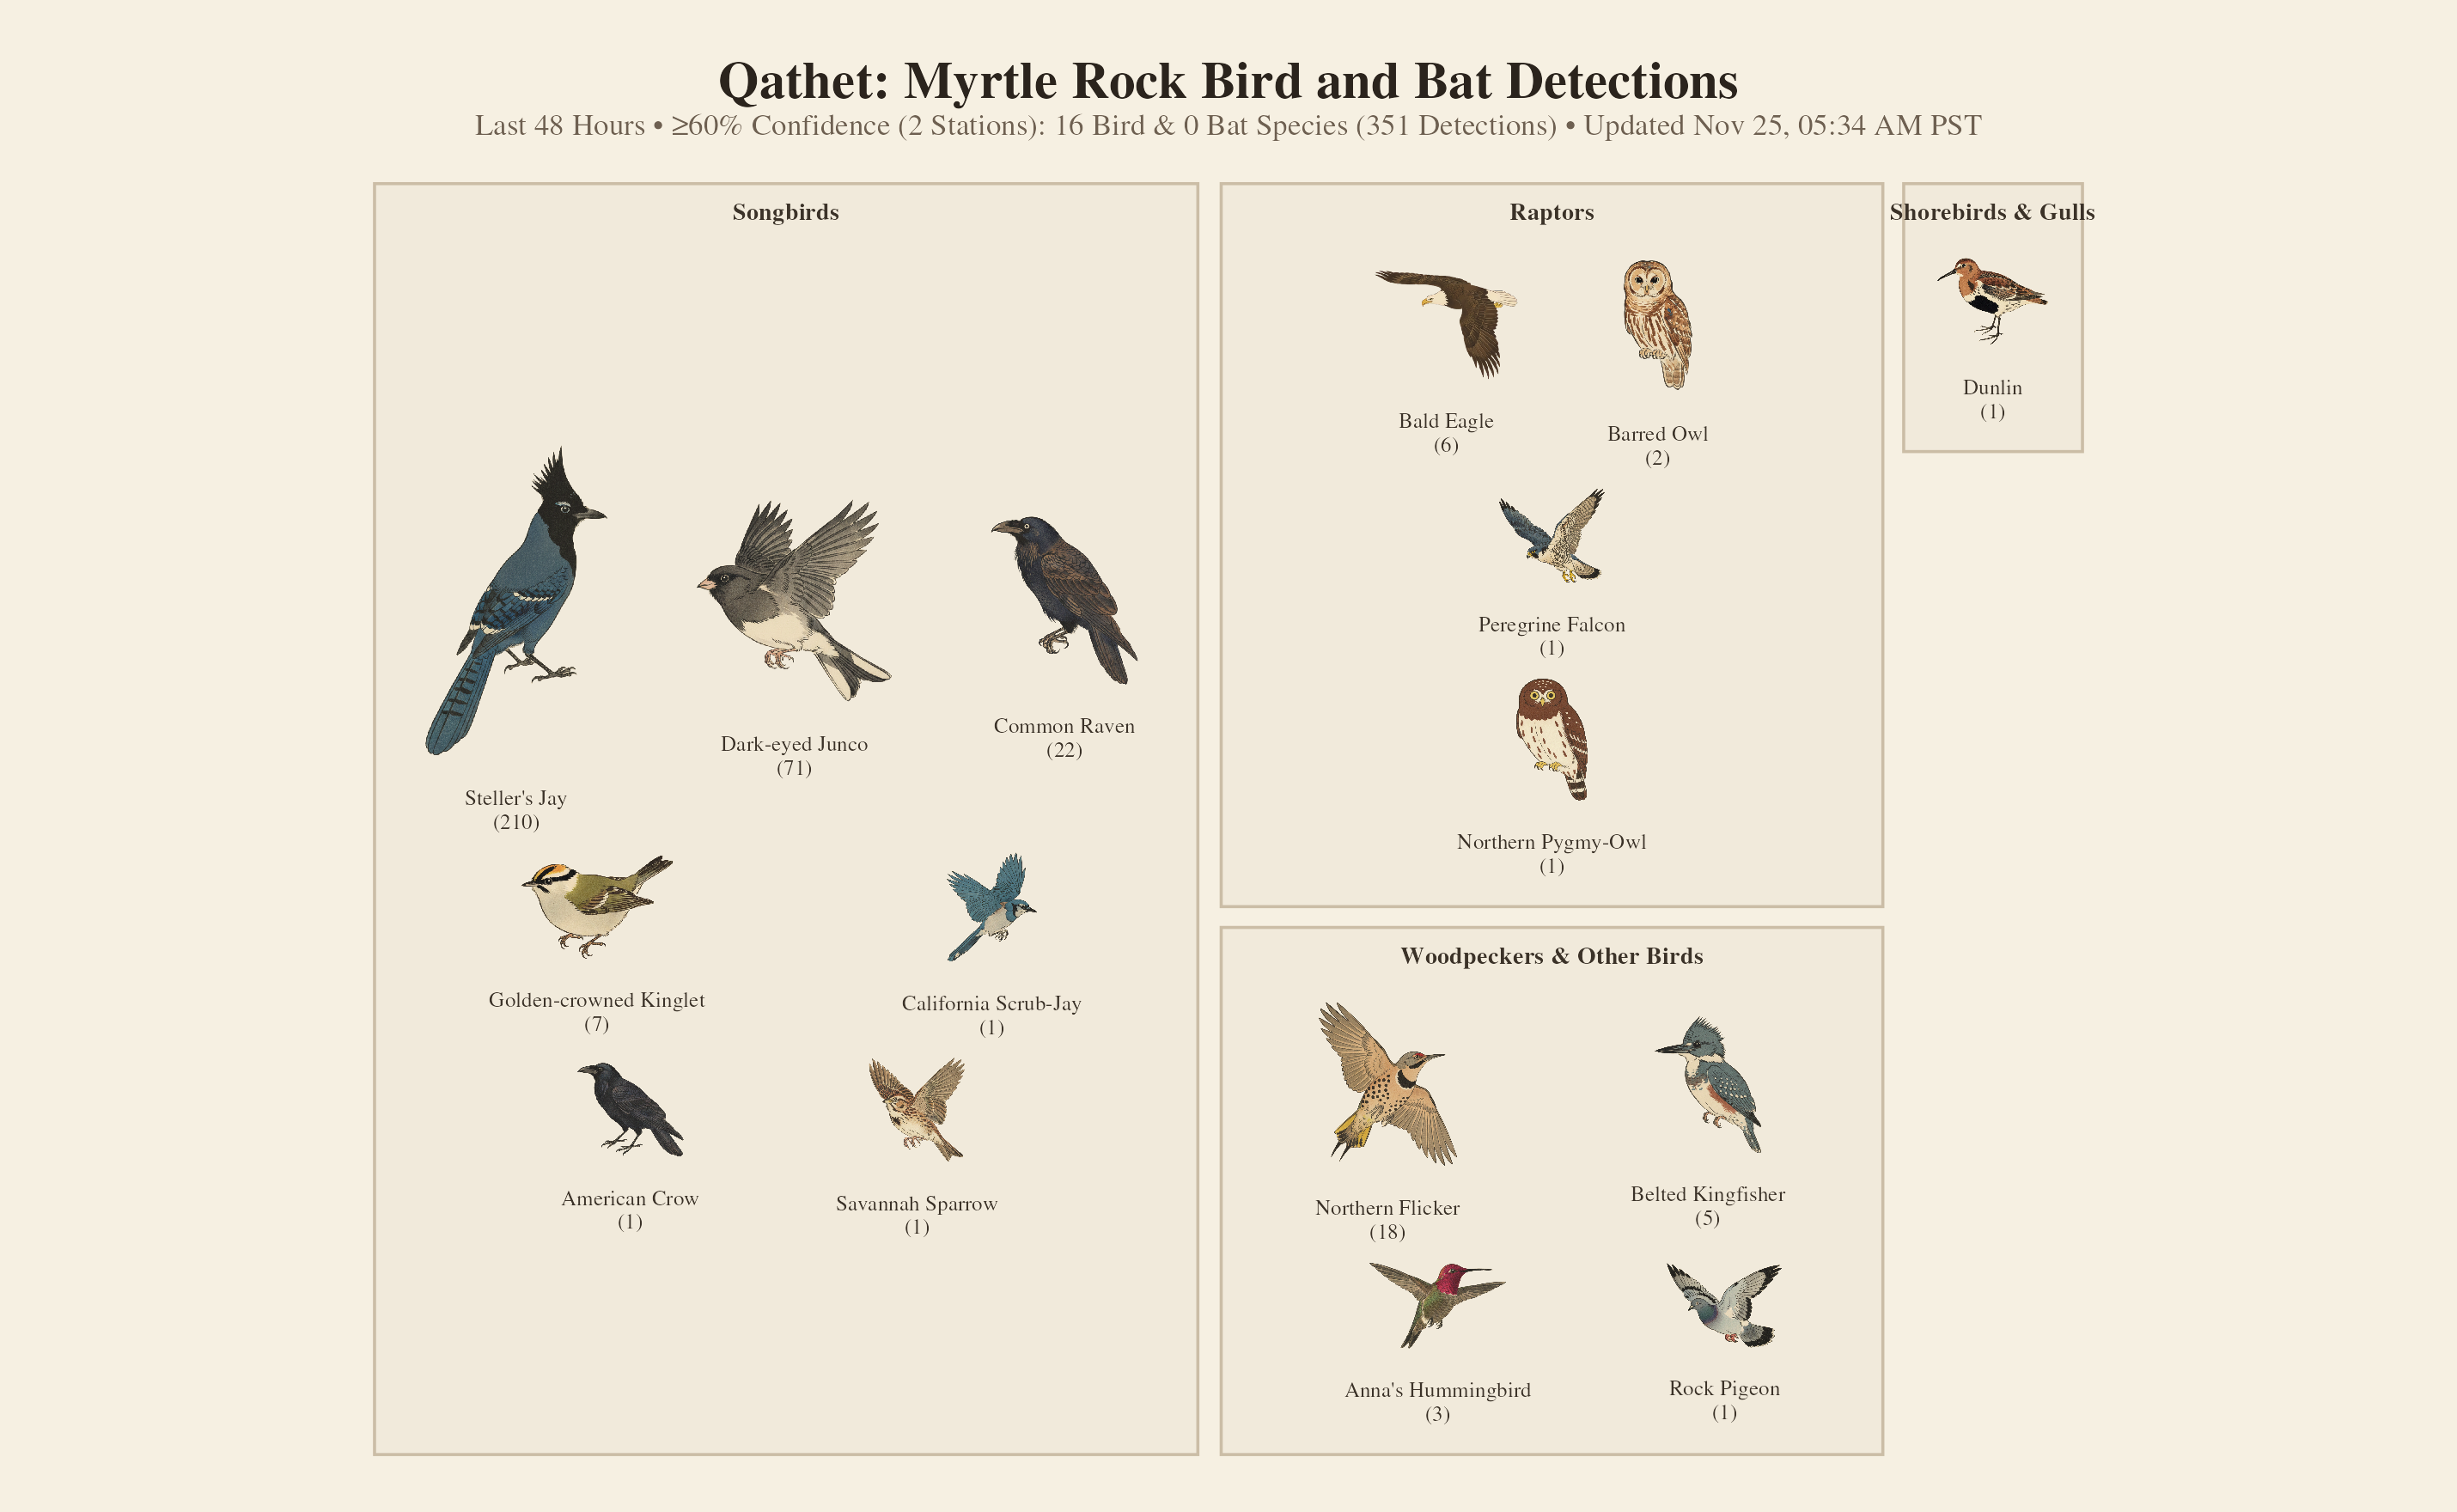 Qathet: Myrtle Rock Bird and Bat Detections
Last 48 Hours • ≥60% Confidence (2 Stations): 16 Bird & 0 Bat Species (351 Detections) • Updated Nov 25, 05:34 AM PST
Songbirds
Steller's Jay
(210)
Dark-eyed Junco
(71)
Common Raven
(22)
Golden-crowned Kinglet
(7)
California Scrub-Jay
(1)
American Crow
(1)
Savannah Sparrow
(1)
Raptors
Bald Eagle
(6)
Barred Owl
(2)
Peregrine Falcon
(1)
Northern Pygmy-Owl
(1)
Woodpeckers & Other Birds
Northern Flicker
(18)
Belted Kingfisher
(5)
Anna's Hummingbird
(3)
Rock Pigeon
(1)
Shorebirds & Gulls
Dunlin
(1)